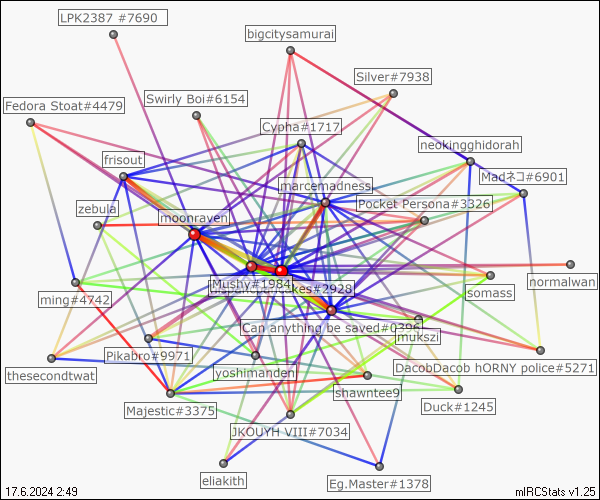 LPK2387 #7690
bigcitysamurai
Silver#7938
Swirly Boi#6154
Fedora Stoat#4479
Cypha#1717
neokingghidorah
frisout
Madネコ#6901
marcemadness
Pocket Persona#3326
zebula
moonraven
normalwan
Mushy#1984
akes#2928
somass
ming#4742
Can anything be saved#0396
mukszi
Pikabro#9971
DacobDacob hORNY police#5271
thesecondtwat
yoshimanden
shawntee9
Majestic#3375
Duck#1245
JKOUYH VIII#7034
eliakith
Eg.Master#1378
17.6.2024 2:49
mIRCStats v1.25